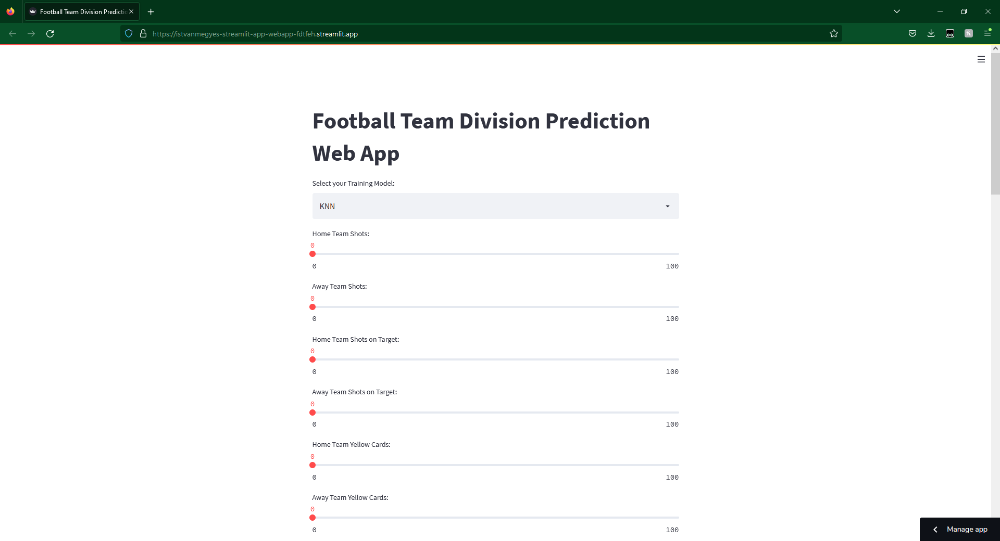 Football Team Division Predictio
https://istvanmegyes-streamlit-app-webapp-fdtfeh.streamlit.app
Football Team Division Prediction
Web App
Select your Training Model:
KNN
Home Team Shots:
0
0 100
Away Team Shots:
0
0 100
Home Team Shots on Target:
0
0 100
Away Team Shots on Target:
0
0 100
Home Team Yellow Cards:
0
0 100
Away Team Yellow Cards:
0
0 100
Manage app